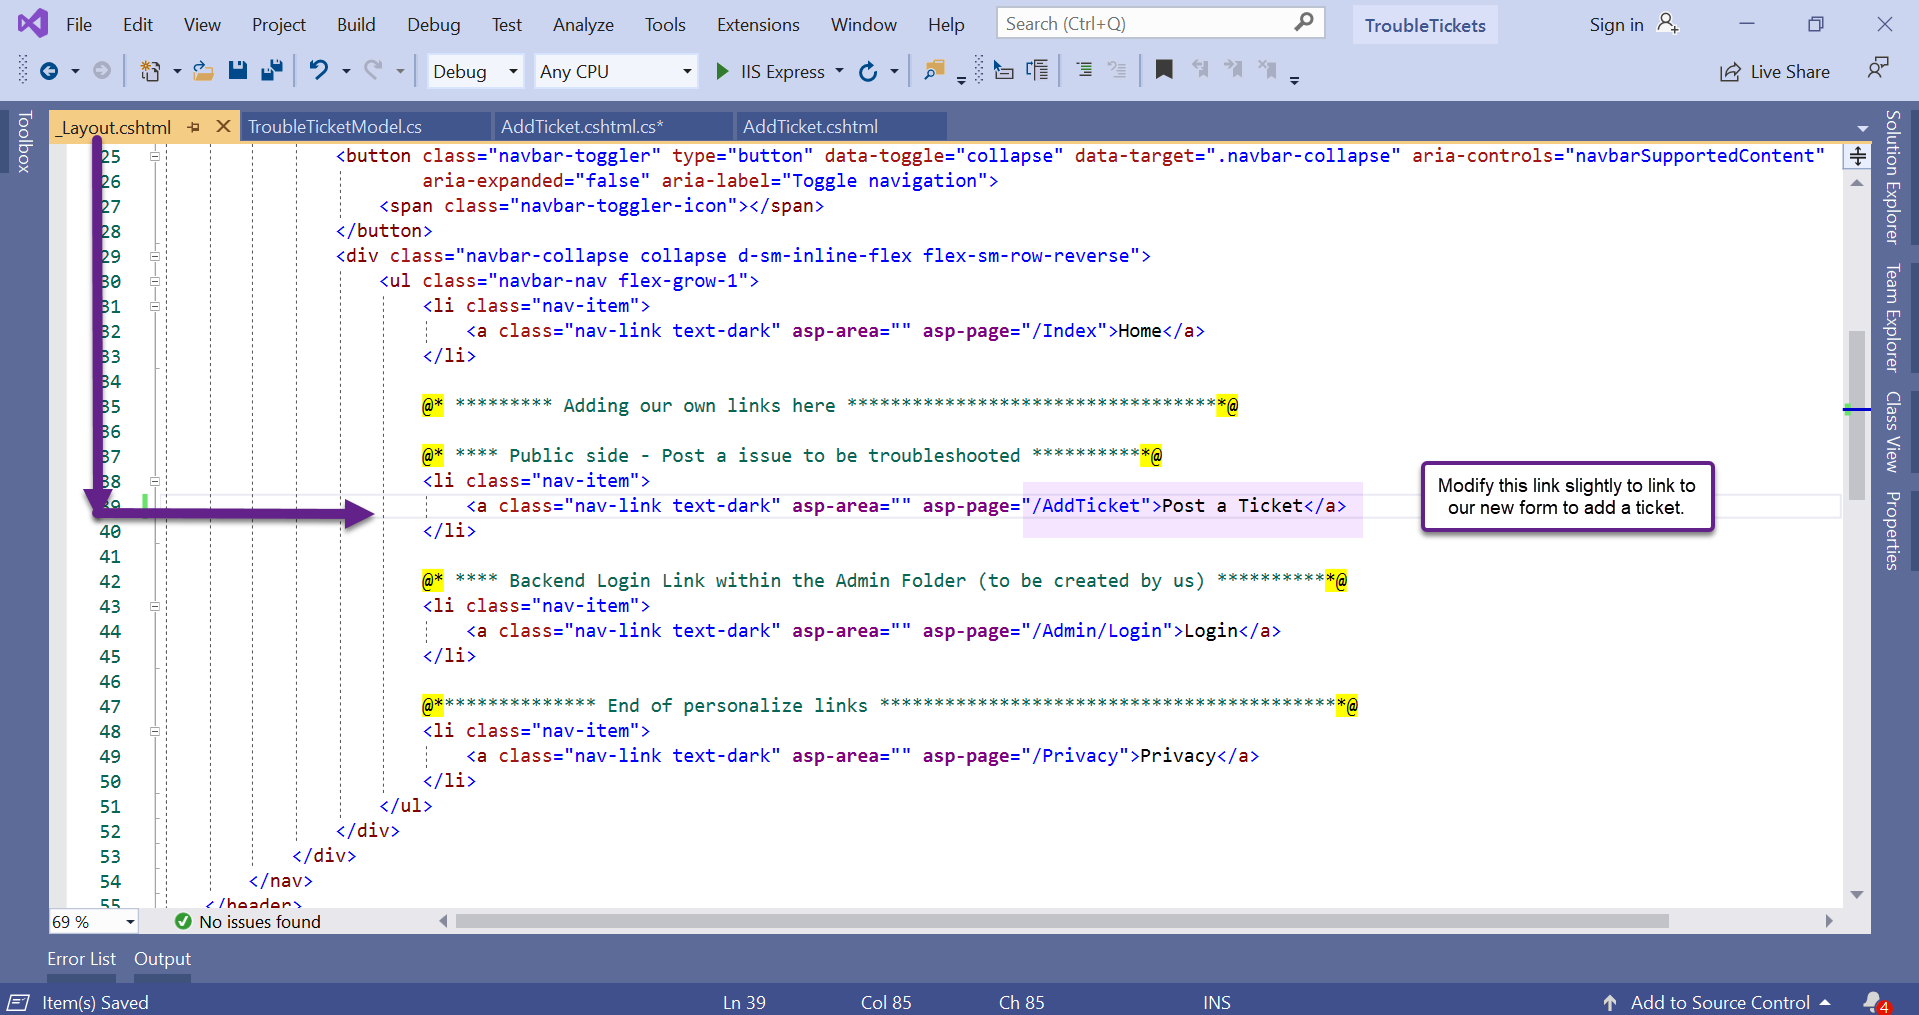 File Edit View Project Build Debug Test Analyze Tools Extensions Window Help Search (Ctrl+Q) TroubleTickets Sign in
Debug Any CPU IIS Express Live Share
Toolbox
_Layout.cshtml TroubleTicketModel.cs AddTicket.cshtml.cs* AddTicket.cshtml
25 <button class="navbar-toggler" type="button" data-toggle="collapse" data-target=".navbar-collapse" aria-controls="navbarSupportedContent"
26 aria-expanded="false" aria-label="Toggle navigation">
27 <span class="navbar-toggler-icon"></span>
28 </button>
29 <div class="navbar-collapse collapse d-sm-inline-flex flex-sm-row-reverse">
30 <ul class="navbar-nav flex-grow-1">
31 <li class="nav-item">
32 <a class="nav-link text-dark" asp-area="" asp-page="/Index">Home</a>
33 </li>
34
35 @* ********* Adding our own links here ***********************************@
36
37 @* **** Public side - Post a issue to be troubleshooted ***********@
38 <li class="nav-item">
39 <a class="nav-link text-dark" asp-area="" asp-page="/AddTicket">Post a Ticket</a>
40 </li>
41
42 @* **** Backend Login Link within the Admin Folder (to be created by us) ***********@
43 <li class="nav-item">
44 <a class="nav-link text-dark" asp-area="" asp-page="/Admin/Login">Login</a>
45 </li>
46
47 @*************** End of personalize links *******************************************@
48 <li class="nav-item">
49 <a class="nav-link text-dark" asp-area="" asp-page="/Privacy">Privacy</a>
50 </li>
51 </ul>
52 </div>
53 </div>
54 </nav>
55 </header>
Modify this link slightly to link to
our new form to add a ticket.
Solution Explorer
Team Explorer
Class View
Properties
69 % No issues found
Error List Output
Item(s) Saved Ln 39 Col 85 Ch 85 INS Add to Source Control 4